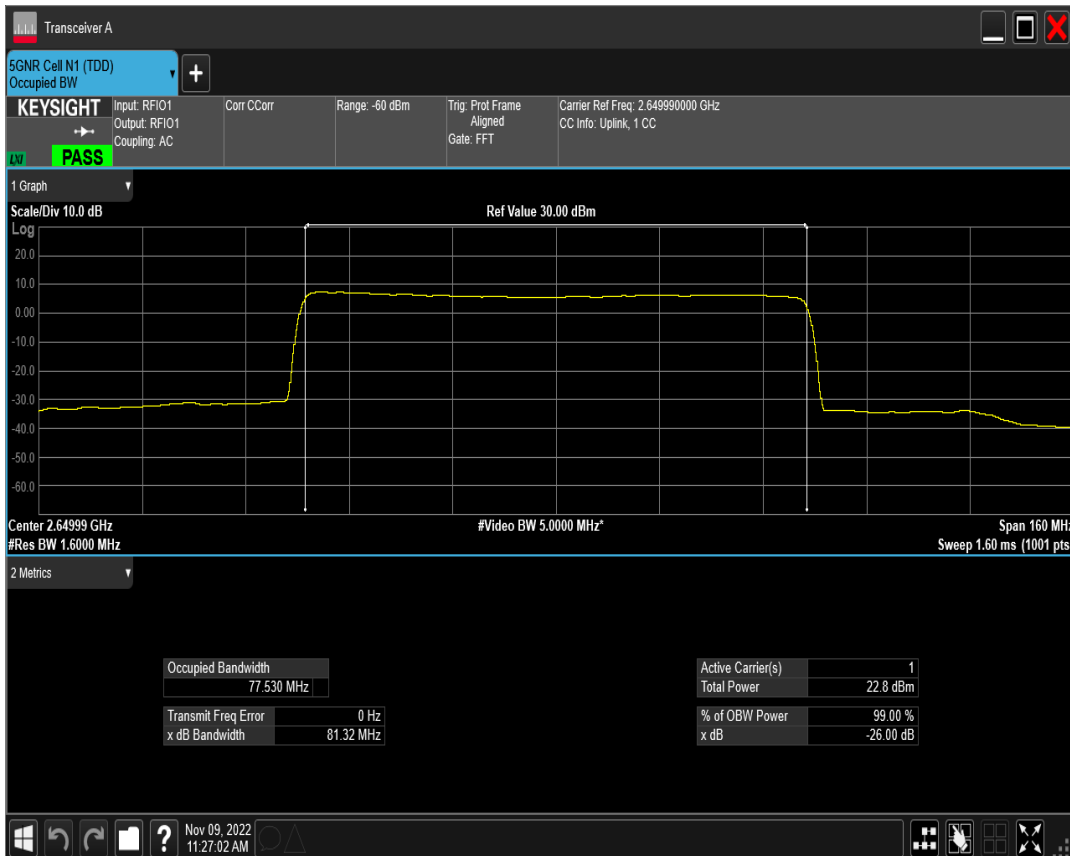 Transceiver A
5GNR Cell N1 (TDD)
Occupied BW
+
KEYSIGHT
LXI
PASS
Input: RFIO1
Output: RFIO1
Coupling: AC
Corr CCorr
Range: -60 dBm
Trig: Prot Frame
Aligned
Gate: FFT
Carrier Ref Freq: 2.649990000 GHz
CC Info: Uplink, 1 CC
1 Graph
Scale/Div 10.0 dB
Ref Value 30.00 dBm
Log
20.0
10.0
0.00
-10.0
-20.0
-30.0
-40.0
-50.0
-60.0
Center 2.64999 GHz
#Video BW 5.0000 MHz*
Span 160 MHz
#Res BW 1.6000 MHz
Sweep 1.60 ms (1001 pts
2 Metrics
Occupied Bandwidth
77.530 MHz
Transmit Freq Error 0 Hz
x dB Bandwidth 81.32 MHz
Active Carrier(s) 1
Total Power 22.8 dBm
% of OBW Power 99.00 %
x dB -26.00 dB
?
Nov 09, 2022
11:27:02 AM